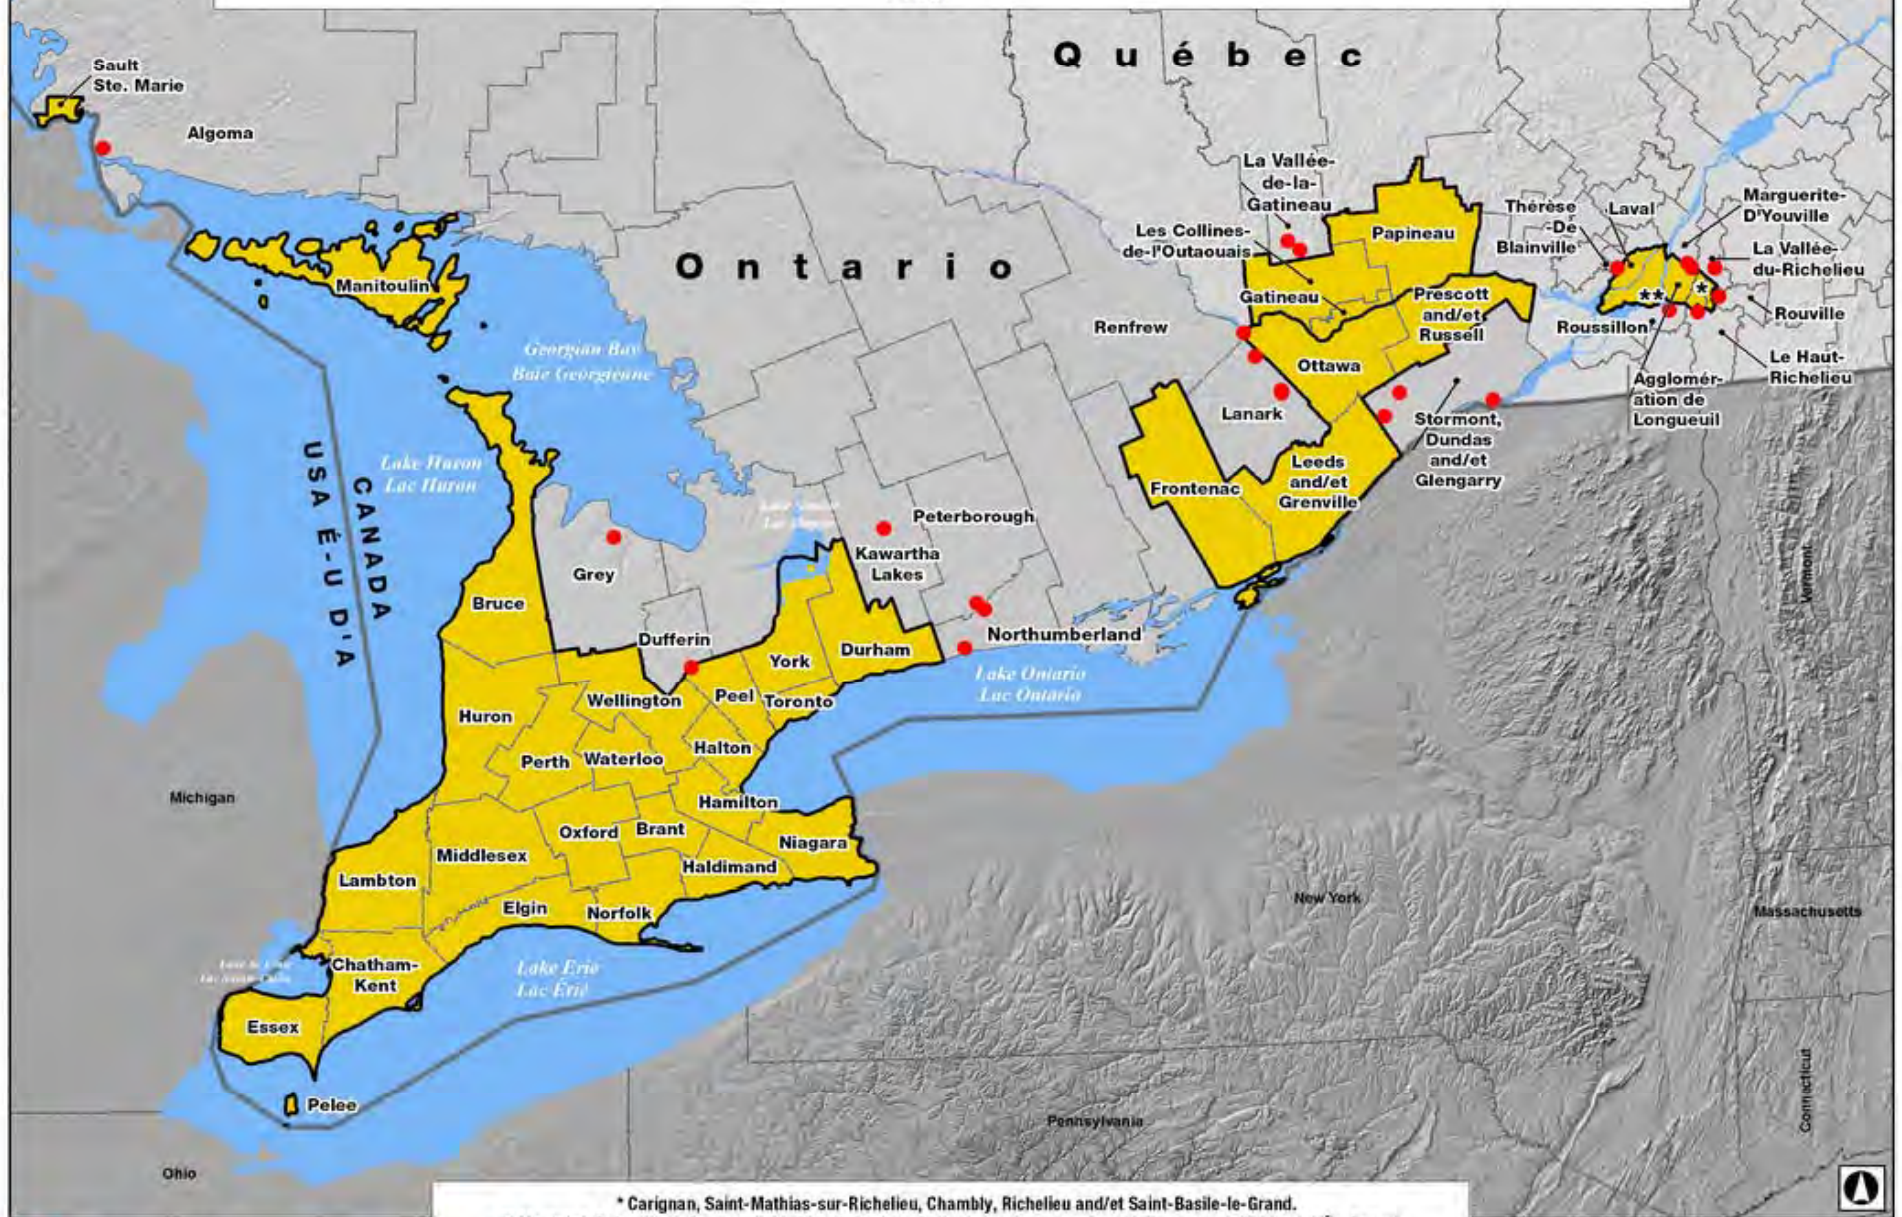 Québec
Sault
Ste. Marie
Algoma
La Vallée-
de-la-
Gatineau
Les Collines-
de-l'Outaouais
Papineau
Gatineau
Thérèse
-De
Blainville
Laval
Marguerite-
D'Youville
La Vallée-
du-Richelieu
Rouville
Le Haut-
Richelieu
Roussillon
Agglomér-
ation de
Longueuil
**
*
Ontario
Manitoulin
Georgian Bay
Baie Georgienne
Renfrew
Prescott
and/et
Russell
Ottawa
Lanark
Stormont,
Dundas
and/et
Glengarry
Leeds
and/et
Grenville
Frontenac
Lake Huron
Lac Huron
CANADA
USA É-U D'A
Peterborough
Kawartha
Lakes
Grey
Bruce
Dufferin
Northumberland
York
Durham
Lake Ontario
Lac Ontario
Wellington
Peel
Toronto
Huron
Halton
Perth
Waterloo
Michigan
Hamilton
Oxford
Brant
Niagara
Middlesex
Haldimand
Lambton
Elgin
Norfolk
Lake Erie
Lac Érié
Chatham-
Kent
Essex
Pelee
Ohio
New York
Pennsylvania
Vermont
Massachusetts
Connecticut
* Carignan, Saint-Mathias-sur-Richelieu, Chambly, Richelieu and/et Saint-Basile-le-Grand.